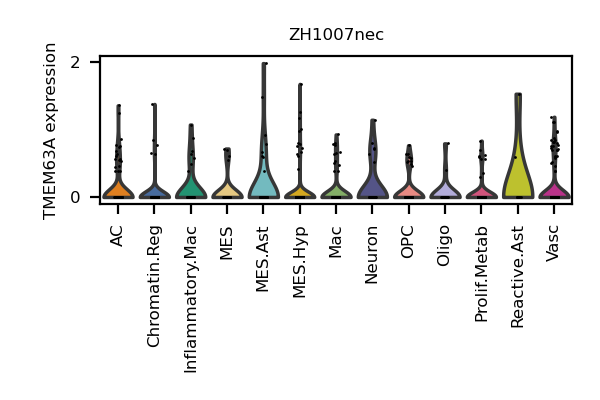 ZH1007nec
TMEM63A expression
2
0
AC
Chromatin.Reg
Inflammatory.Mac
MES
MES.Ast
MES.Hyp
Mac
Neuron
OPC
Oligo
Prolif.Metab
Reactive.Ast
Vasc